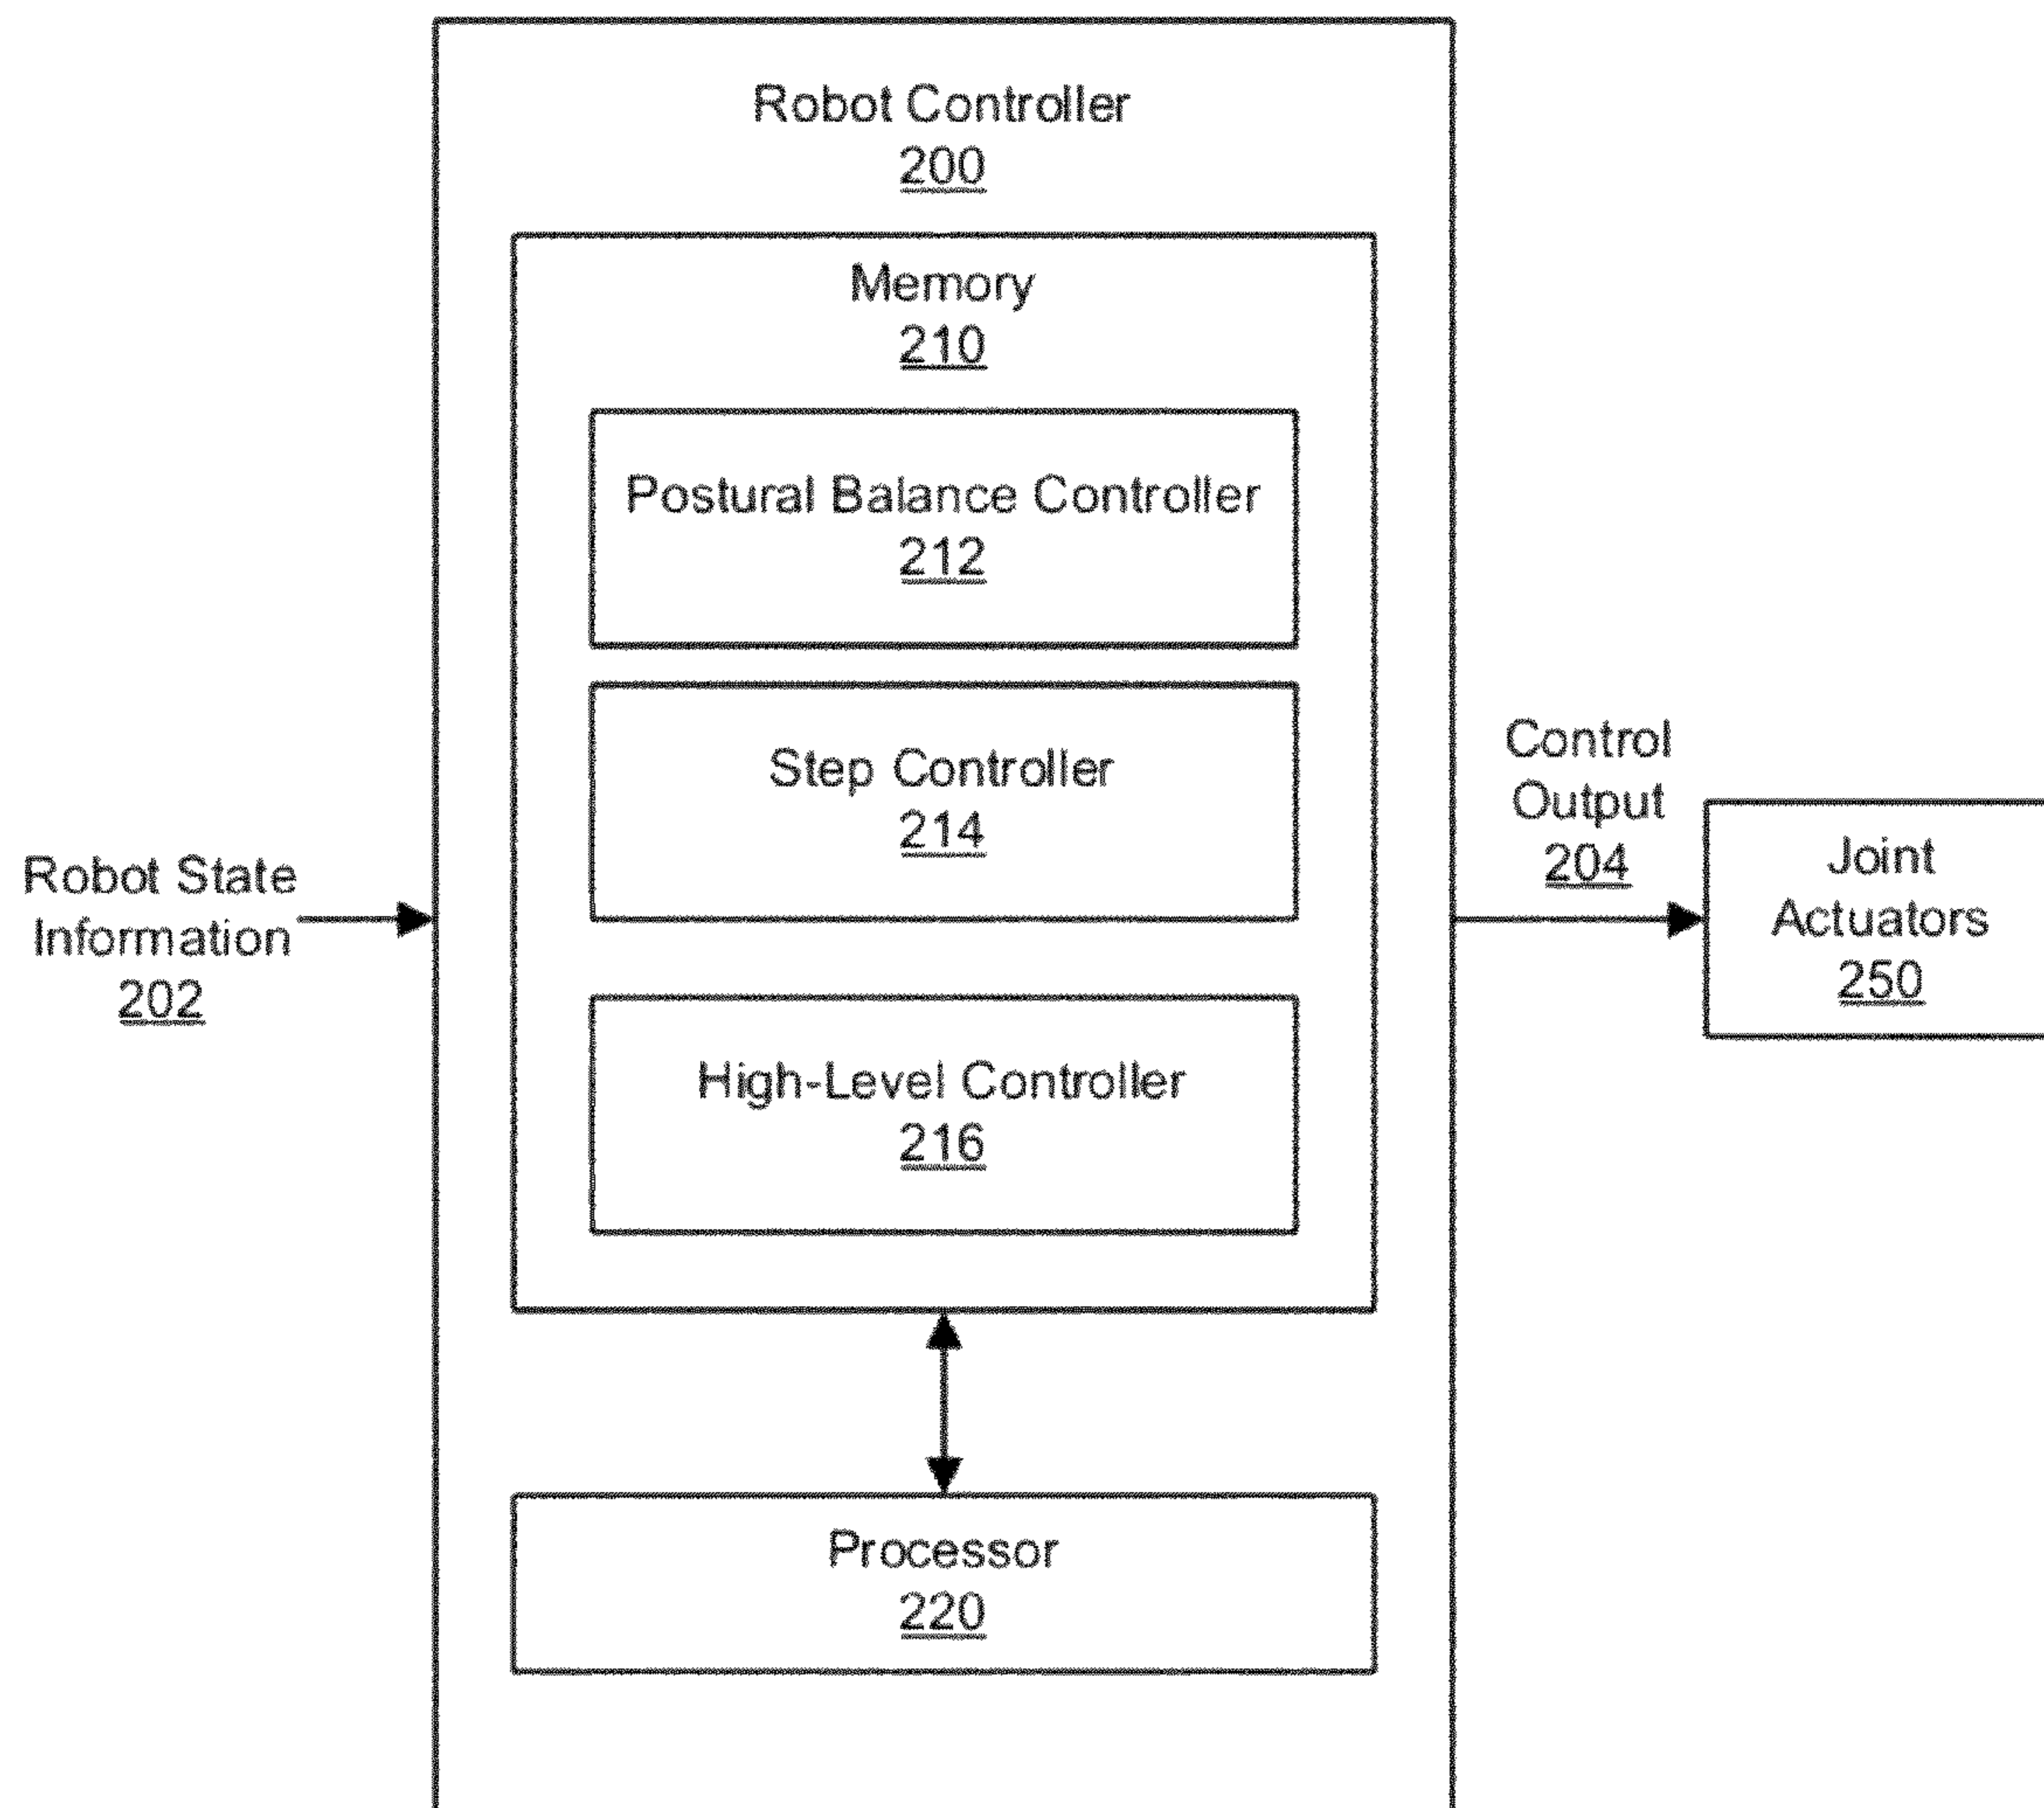 Robot Controller
200
Memory
210
Postural Balance Controller
212
Step Controller
214
High-Level Controller
216
Processor
220
Robot State
Information
202
Control
Output
204
Joint
Actuators
250